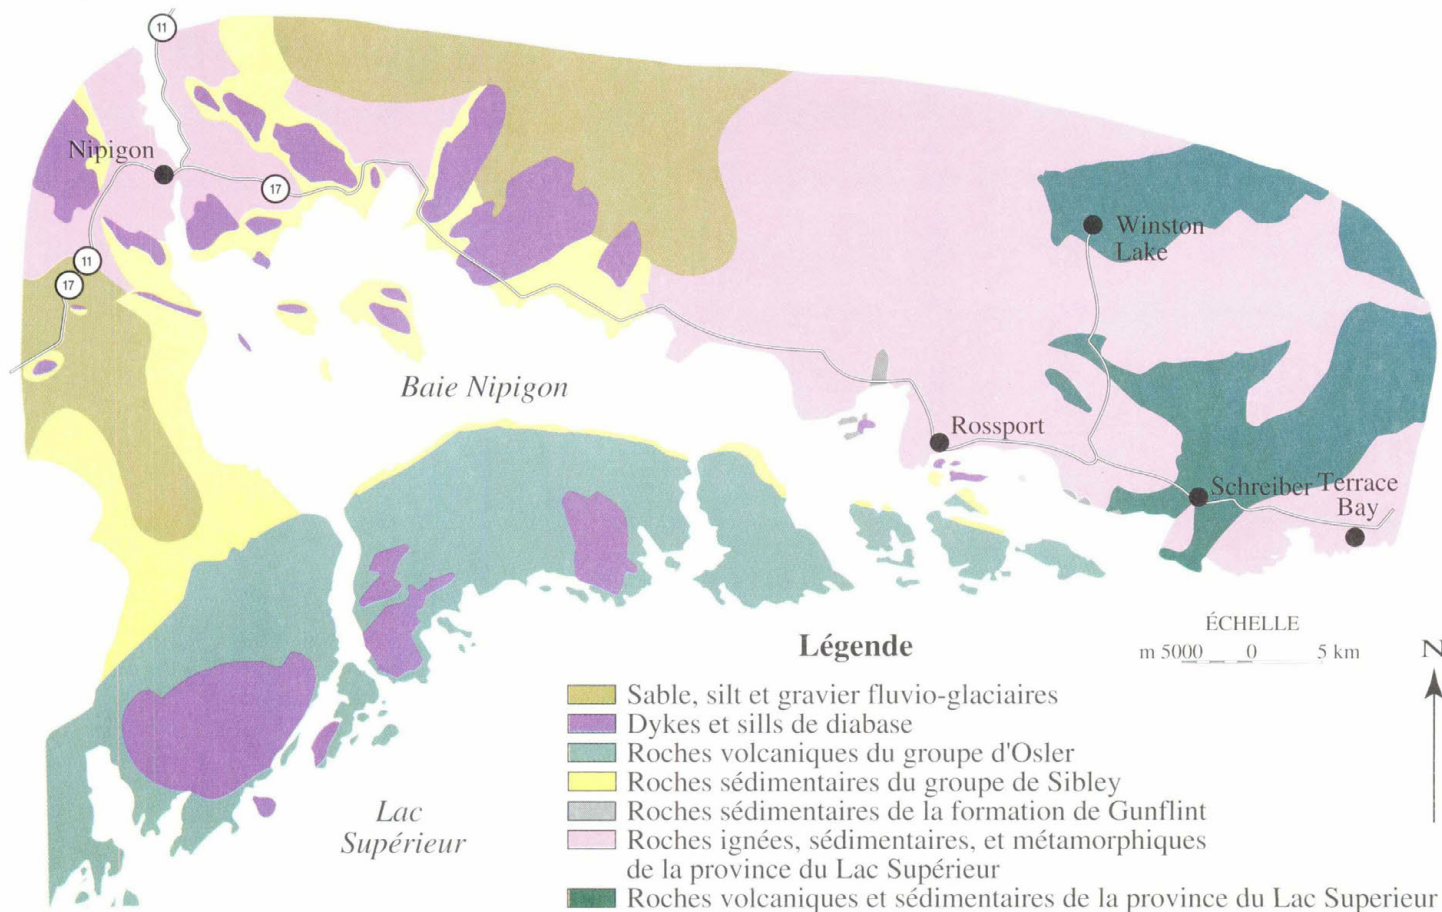 11
Nipigon
17
11
17
Winston
Lake
Baie Nipigon
Rossport
Schreiber
Terrace
Bay
ÉCHELLE
m 5000 0 5 km
N
Légende
Sable, silt et gravier fluvio-glaciaires
Dykes et sills de diabase
Roches volcaniques du groupe d'Osler
Roches sédimentaires du groupe de Sibley
Roches sédimentaires de la formation de Gunflint
Roches ignées, sédimentaires, et métamorphiques
de la province du Lac Supérieur
Roches volcaniques et sédimentaires de la province du Lac Superieur
Lac
Supérieur